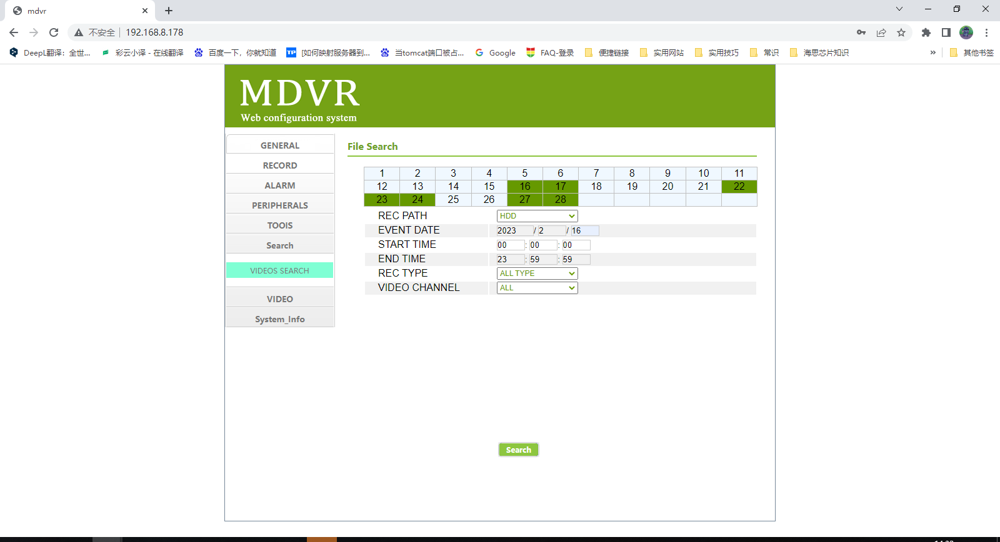 mdvr
不安全 192.168.8.178
DeepL翻译：全世... 彩云小译 - 在线翻译 百度一下，你就知道 TP [如何映射服务器到... 当tomcat端口被占... Google FAQ-登录 便捷链接 实用网站 实用技巧 常识 海思芯片知识 » 其他书签
MDVR
Web configuration system
GENERAL
RECORD
ALARM
PERIPHERALS
TOOIS
Search
VIDEOS SEARCH
VIDEO
System_Info
File Search
1 2 3 4 5 6 7 8 9 10 11
12 13 14 15 16 17 18 19 20 21 22
23 24 25 26 27 28
REC PATH HDD
EVENT DATE 2023 / 2 / 16
START TIME 00 : 00 : 00
END TIME 23 : 59 : 59
REC TYPE ALL TYPE
VIDEO CHANNEL ALL
Search